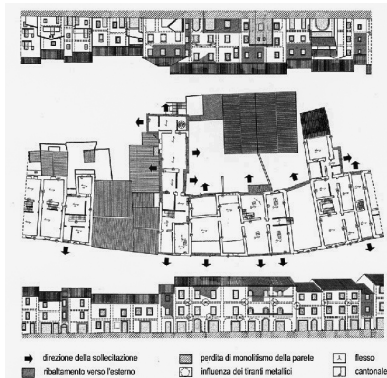 direzione della sollecitazione
ribaltamento verso l'esterno
perdita di monolitismo della parete
influenza dei tiranti metallici
flesso
cantonale